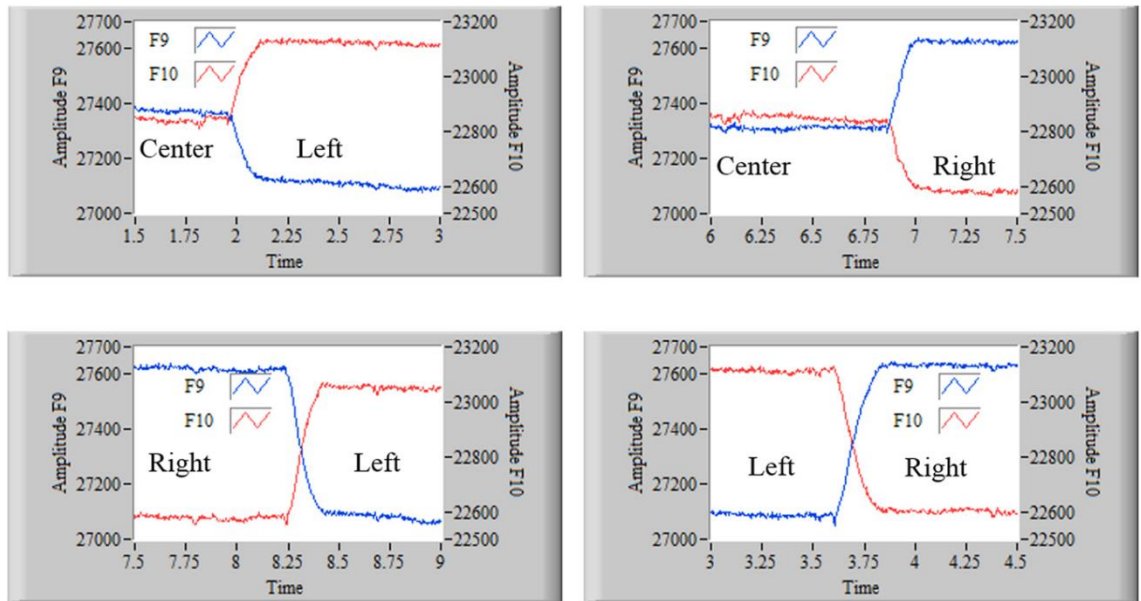 27700
27600
27400
27200
27000
Amplitude F9
F9
F10
Center
Left
23200
23000
22800
22600
22500
Amplitude F10
1.5 1.75 2 2.25 2.5 2.75 3
Time
27700
27600
27400
27200
27000
Amplitude F9
F9
F10
Center
Right
23200
23000
22800
22600
22500
Amplitude F10
6 6.25 6.5 6.75 7 7.25 7.5
Time
27700
27600
27400
27200
27000
Amplitude F9
F9
F10
Right
Left
23200
23000
22800
22600
22500
Amplitude F10
7.5 7.75 8 8.25 8.5 8.75 9
Time
27700
27600
27400
27200
27000
Amplitude F9
F9
F10
Left
Right
23200
23000
22800
22600
22500
Amplitude F10
3 3.25 3.5 3.75 4 4.25 4.5
Time